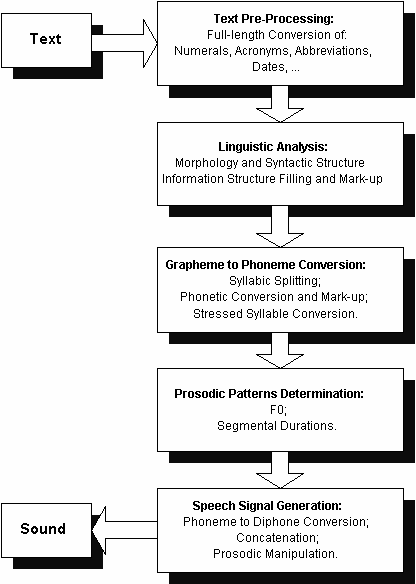 Text
Text Pre-Processing:
Full-length Conversion of:
Numerals, Acronyms, Abbreviations,
Dates, ...
Linguistic Analysis:
Morphology and Syntactic Structure
Information Structure Filling and Mark-up
Grapheme to Phoneme Conversion:
Syllabic Splitting;
Phonetic Conversion and Mark-up;
Stressed Syllable Conversion.
Prosodic Patterns Determination:
F0;
Segmental Durations.
Speech Signal Generation:
Phoneme to Diphone Conversion;
Concatenation;
Prosodic Manipulation.
Sound